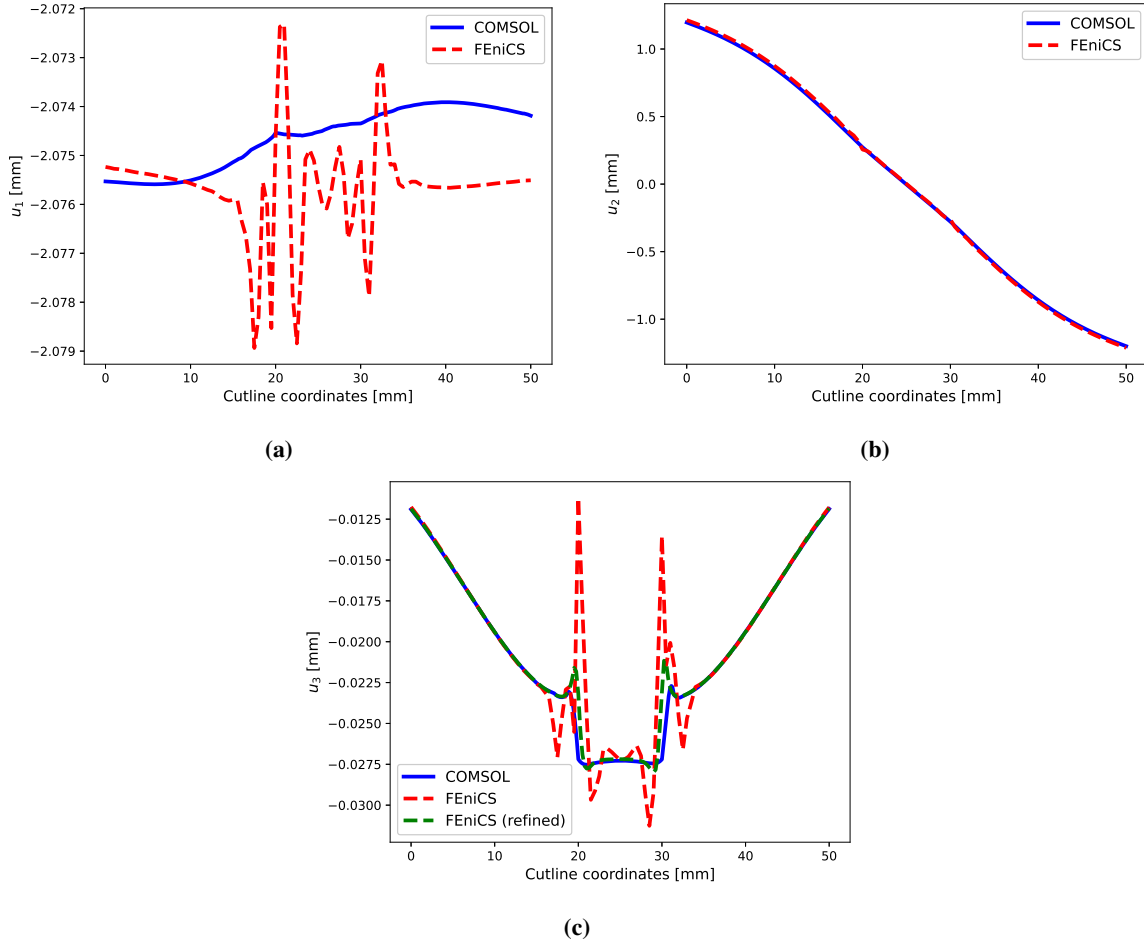 −2.072
−2.073
−2.074
−2.075
−2.076
−2.077
−2.078
−2.079
u1 [mm]
COMSOL
FEniCS
0 10 20 30 40 50
Cutline coordinates [mm]
(a)
1.0
0.5
0.0
−0.5
−1.0
u2 [mm]
COMSOL
FEniCS
0 10 20 30 40 50
Cutline coordinates [mm]
(b)
−0.0125
−0.0150
−0.0175
−0.0200
−0.0225
−0.0250
−0.0275
−0.0300
u3 [mm]
COMSOL
FEniCS
FEniCS (refined)
0 10 20 30 40 50
Cutline coordinates [mm]
(c)